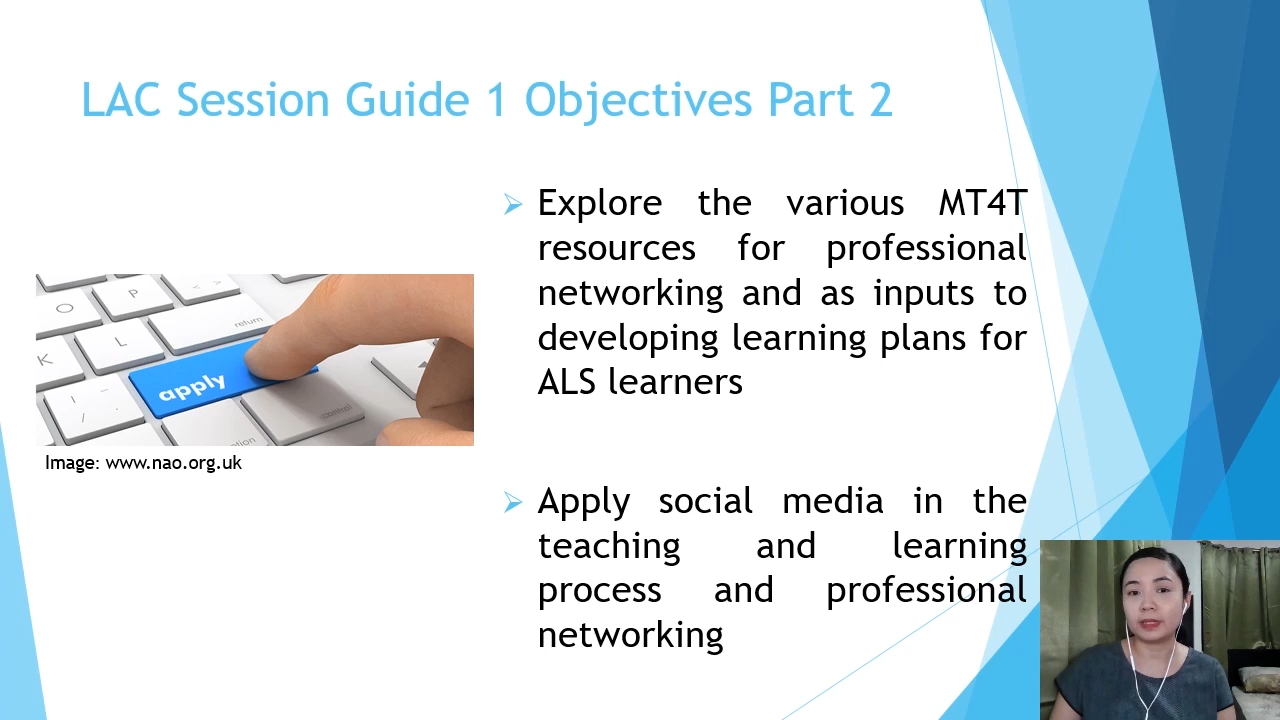 LAC Session Guide 1 Objectives Part 2
Explore the various MT4T
resources for professional
networking and as inputs to
developing learning plans for
ALS learners
O P < >
return
K L
apply
control
Image: www.nao.org.uk
Apply social media in the
teaching and learning
process and professional
networking